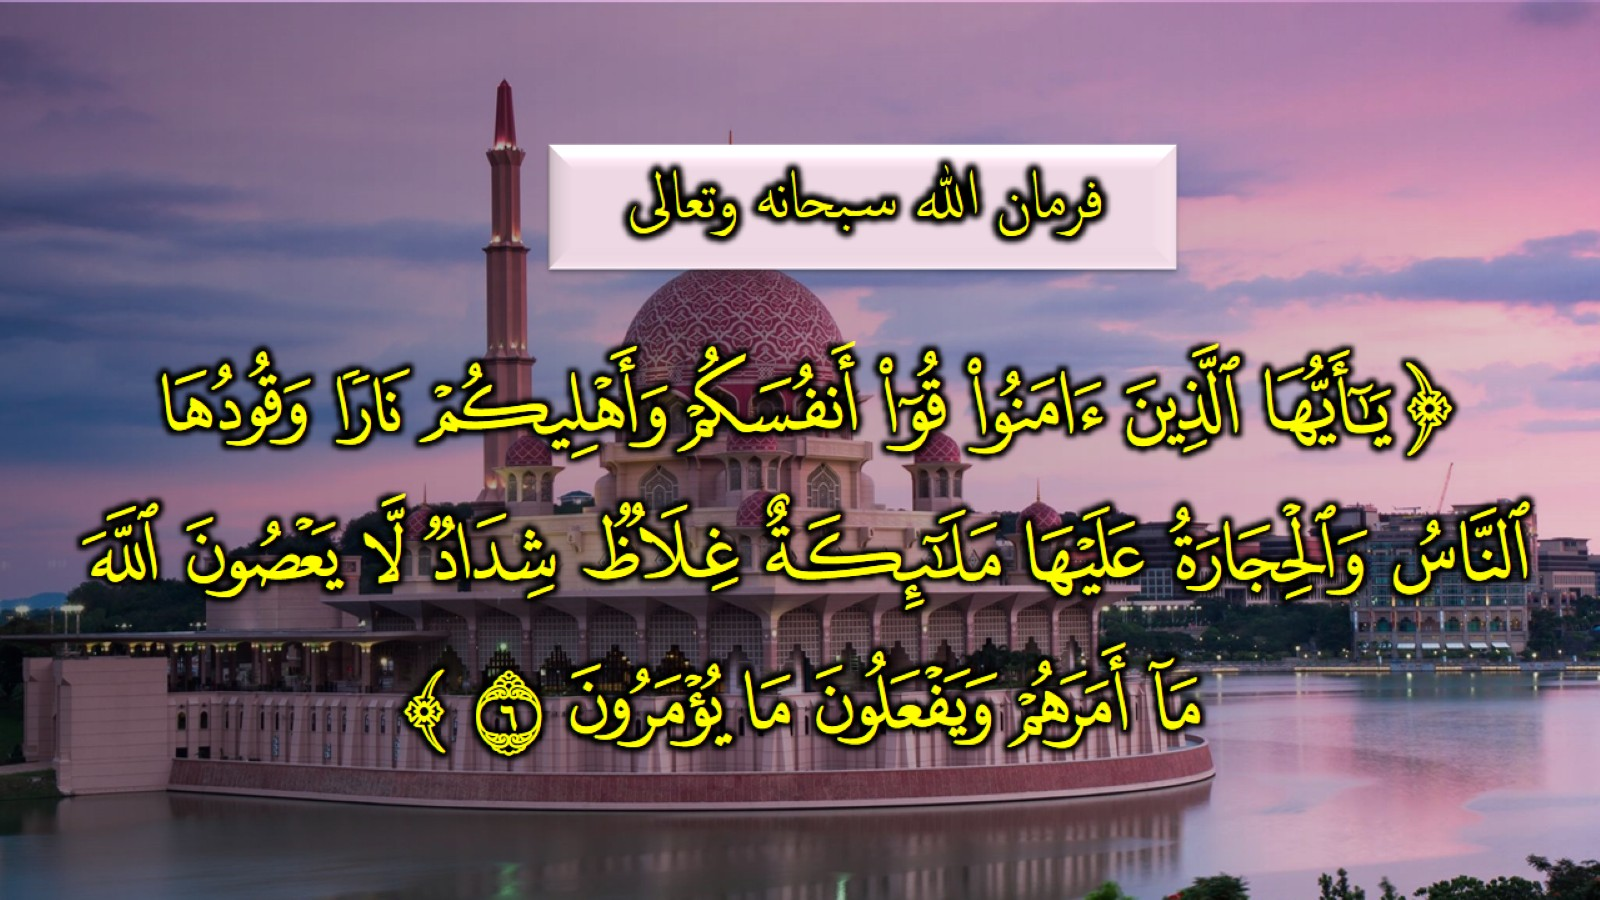 فرمان الله سبحانه وتعالى
﴿ يَـٰٓأَيُّهَا ٱلَّذِينَ ءَامَنُوا۟ قُوٓا۟ أَنفُسَكُمْ وَأَهْلِيكُمْ نَارًا وَقُودُهَا
ٱلنَّاسُ وَٱلْحِجَارَةُ عَلَيْهَا مَلَـٰٓئِكَةٌ غِلَاظٌ شِدَادٌ لَّا يَعْصُونَ ٱللَّهَ
مَآ أَمَرَهُمْ وَيَفْعَلُونَ مَا يُؤْمَرُونَ ٦ ﴾